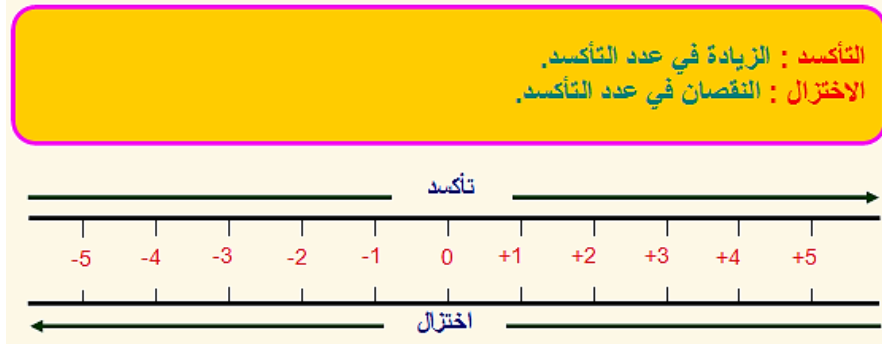 التأكسد : الزيادة في عدد التأكسد.
الاختزال : النقصان في عدد التأكسد.
تأكسد
-5 -4 -3 -2 -1 0 +1 +2 +3 +4 +5
اختزال